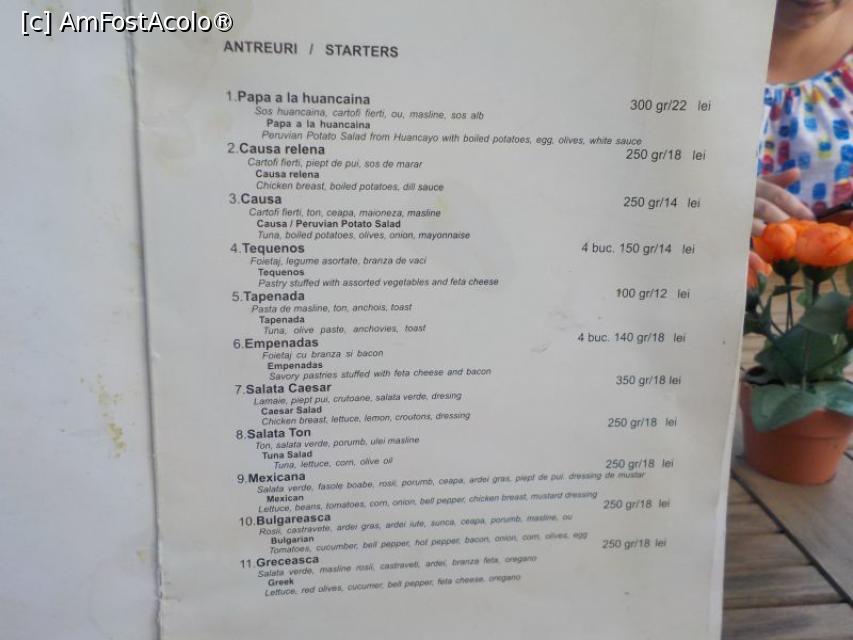 [c] AmFostAcolo®
ANTREURI / STARTERS
1.Papa a la huancaina 300 gr/22 lei
Sos huancaina, cartofi fierti, ou, masline, sos alb
Papa a la huancaina
Peruvian Potato Salad from Huancayo with boiled potatoes, egg, olives, white sauce
2.Causa relena 250 gr/18 lei
Cartofi fierti, piept de pui, sos de marar
Causa relena
Chicken breast, boiled potatoes, dill sauce
3.Causa 250 gr/14 lei
Cartofi fierti, ton, ceapa, maioneza, masline
Causa / Peruvian Potato Salad
Tuna, boiled potatoes, olives, onion, mayonnaise
4.Tequenos 4 buc. 150 gr/14 lei
Foietaj, legume asortate, branza de vaci
Tequenos
Pastry stuffed with assorted vegetables and feta cheese
5.Tapenada 100 gr/12 lei
Pasta de masline, ton, anchois, toast
Tapenada
Tuna, olive paste, anchovies, toast
6.Empenadas 4 buc. 140 gr/18 lei
Foietaj cu branza si bacon
Empenadas
Savory pastries stuffed with feta cheese and bacon
7.Salata Caesar 350 gr/18 lei
Lamaie, piept pui, crutoane, salata verde, dresing
Caesar Salad
Chicken breast, lettuce, lemon, croutons, dressing
8.Salata Ton 250 gr/18 lei
Ton, salata verde, porumb, ulei masline
Tuna Salad
Tuna, lettuce, corn, olive oil
9.Mexicana 250 gr/18 lei
Salata verde, fasole boabe, rosii, porumb, ceapa, ardei gras, piept de pui. dressing de mustar
Mexican
Lettuce, beans, tomatoes, corn, onion, bell pepper, chicken breast, mustard dressing
10.Bulgareasca 250 gr/18 lei
Rosii, castravete, ardei gras, ardei iute, sunca, ceapa, porumb, masline, ou
Bulgarian
Tomatoes, cucumber, bell pepper, hot pepper, bacon, onion, corn, olives, egg
11.Greceasca 250 gr/18 lei
Salata verde, masline rosii, castraveti, ardei, branza feta, oregano
Greek
Lettuce, red olives, cucumer, bell pepper, feta cheese, oregano